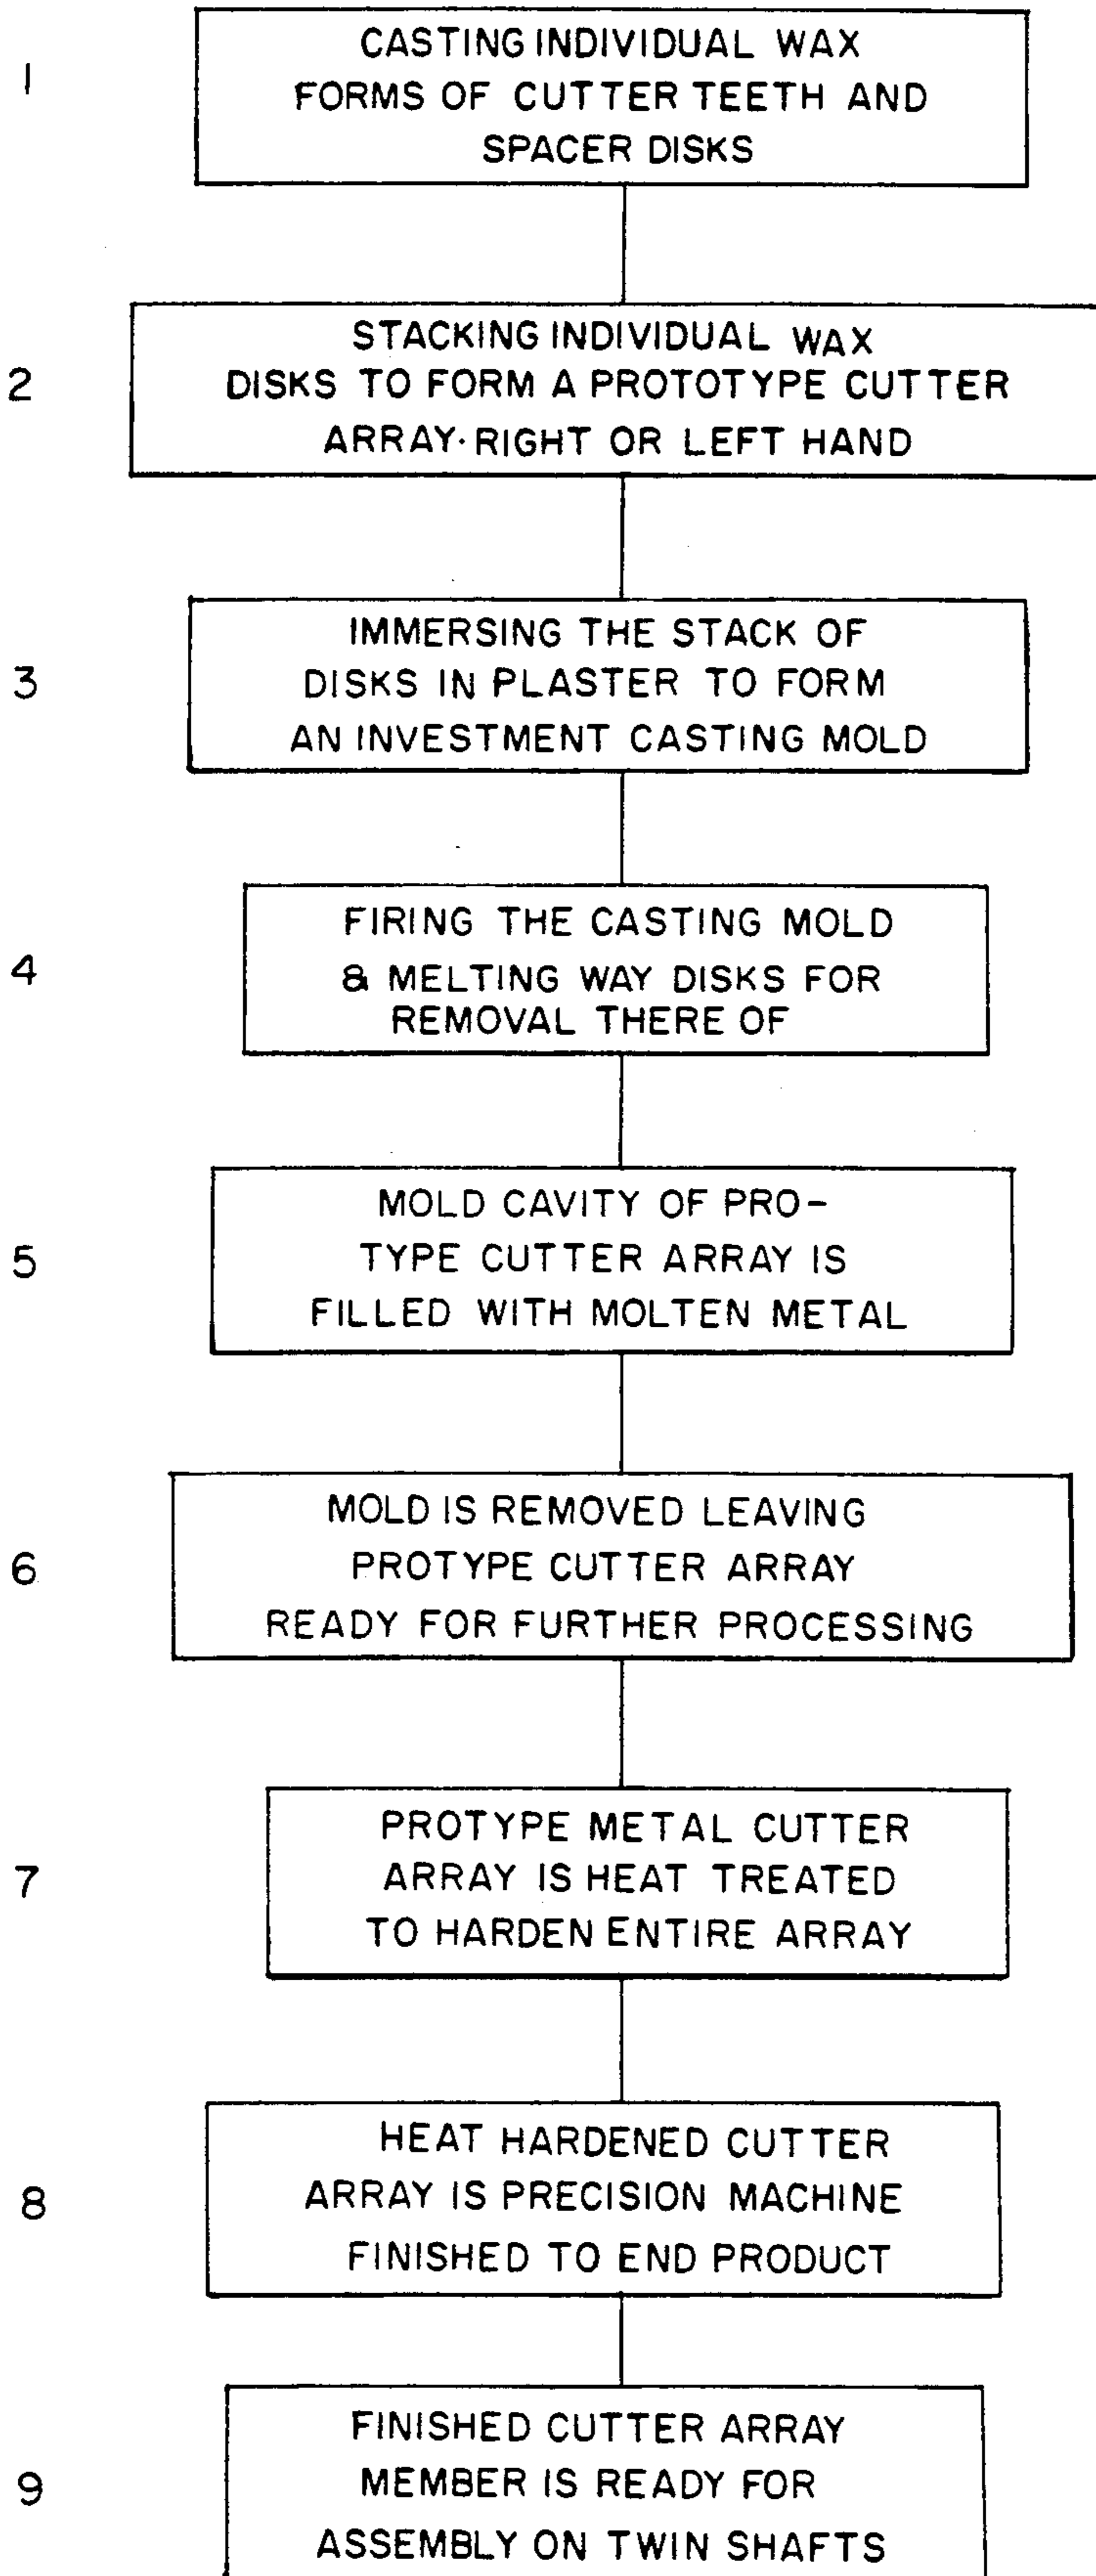 1
CASTING INDIVIDUAL WAX
FORMS OF CUTTER TEETH AND
SPACER DISKS
2
STACKING INDIVIDUAL WAX
DISKS TO FORM A PROTOTYPE CUTTER
ARRAY·RIGHT OR LEFT HAND
3
IMMERSING THE STACK OF
DISKS IN PLASTER TO FORM
AN INVESTMENT CASTING MOLD
4
FIRING THE CASTING MOLD
& MELTING WAY DISKS FOR
REMOVAL THERE OF
5
MOLD CAVITY OF PRO-
TYPE CUTTER ARRAY IS
FILLED WITH MOLTEN METAL
6
MOLD IS REMOVED LEAVING
PROTYPE CUTTER ARRAY
READY FOR FURTHER PROCESSING
7
PROTYPE METAL CUTTER
ARRAY IS HEAT TREATED
TO HARDEN ENTIRE ARRAY
8
HEAT HARDENED CUTTER
ARRAY IS PRECISION MACHINE
FINISHED TO END PRODUCT
9
FINISHED CUTTER ARRAY
MEMBER IS READY FOR
ASSEMBLY ON TWIN SHAFTS